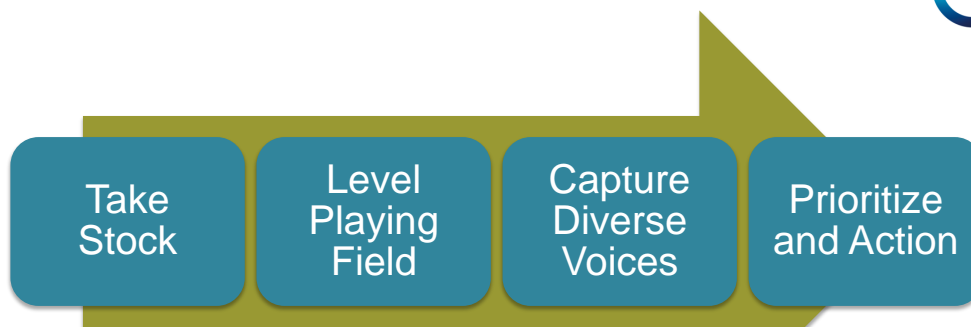 Take
Stock
Level
Playing
Field
Capture
Diverse
Voices
Prioritize
and Action